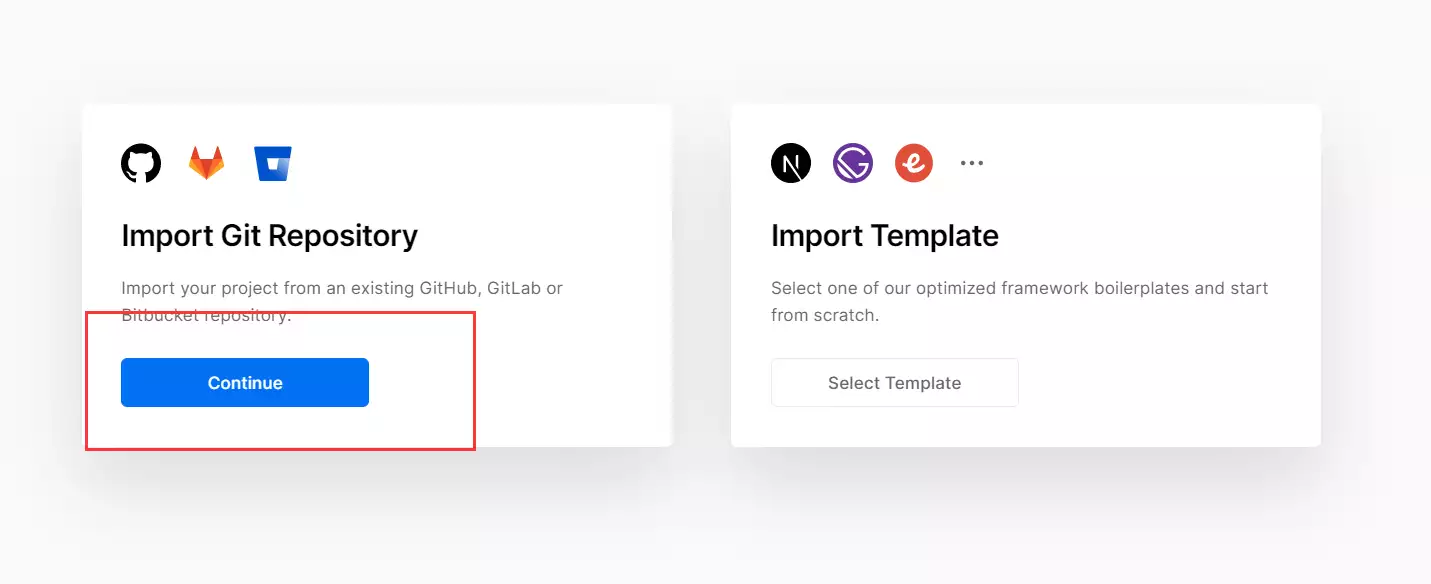 Import Git Repository
Import your project from an existing GitHub, GitLab or
Bitbucket repository.
Continue
Import Template
Select one of our optimized framework boilerplates and start
from scratch.
Select Template